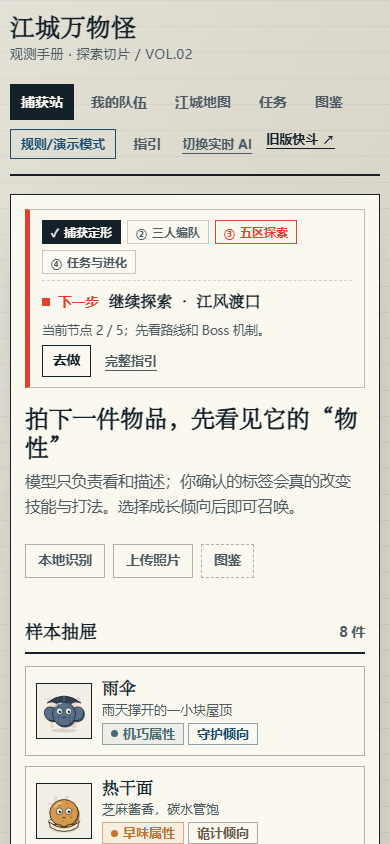 江城万物怪
观测手册 · 探索切片 / VOL.02
捕获站 我的队伍 江城地图 任务 图鉴
规则/演示模式 指引 切换实时 AI 旧版快斗 ↗
✓ 捕获定形 ② 三人编队 ③ 五区探索
④ 任务与进化
下一步 继续探索 · 江风渡口
当前节点 2 / 5；先看路线和 Boss 机制。
去做 完整指引
拍下一件物品，先看见它的“物
性”
模型只负责看和描述；你确认的标签会真的改变
技能与打法。选择成长倾向后即可召唤。
本地识别 上传照片 图鉴
样本抽屉 8 件
雨伞
雨天撑开的一小块屋顶
机巧属性 守护倾向
热干面
芝麻酱香，碳水管饱
早味属性 诡计倾向